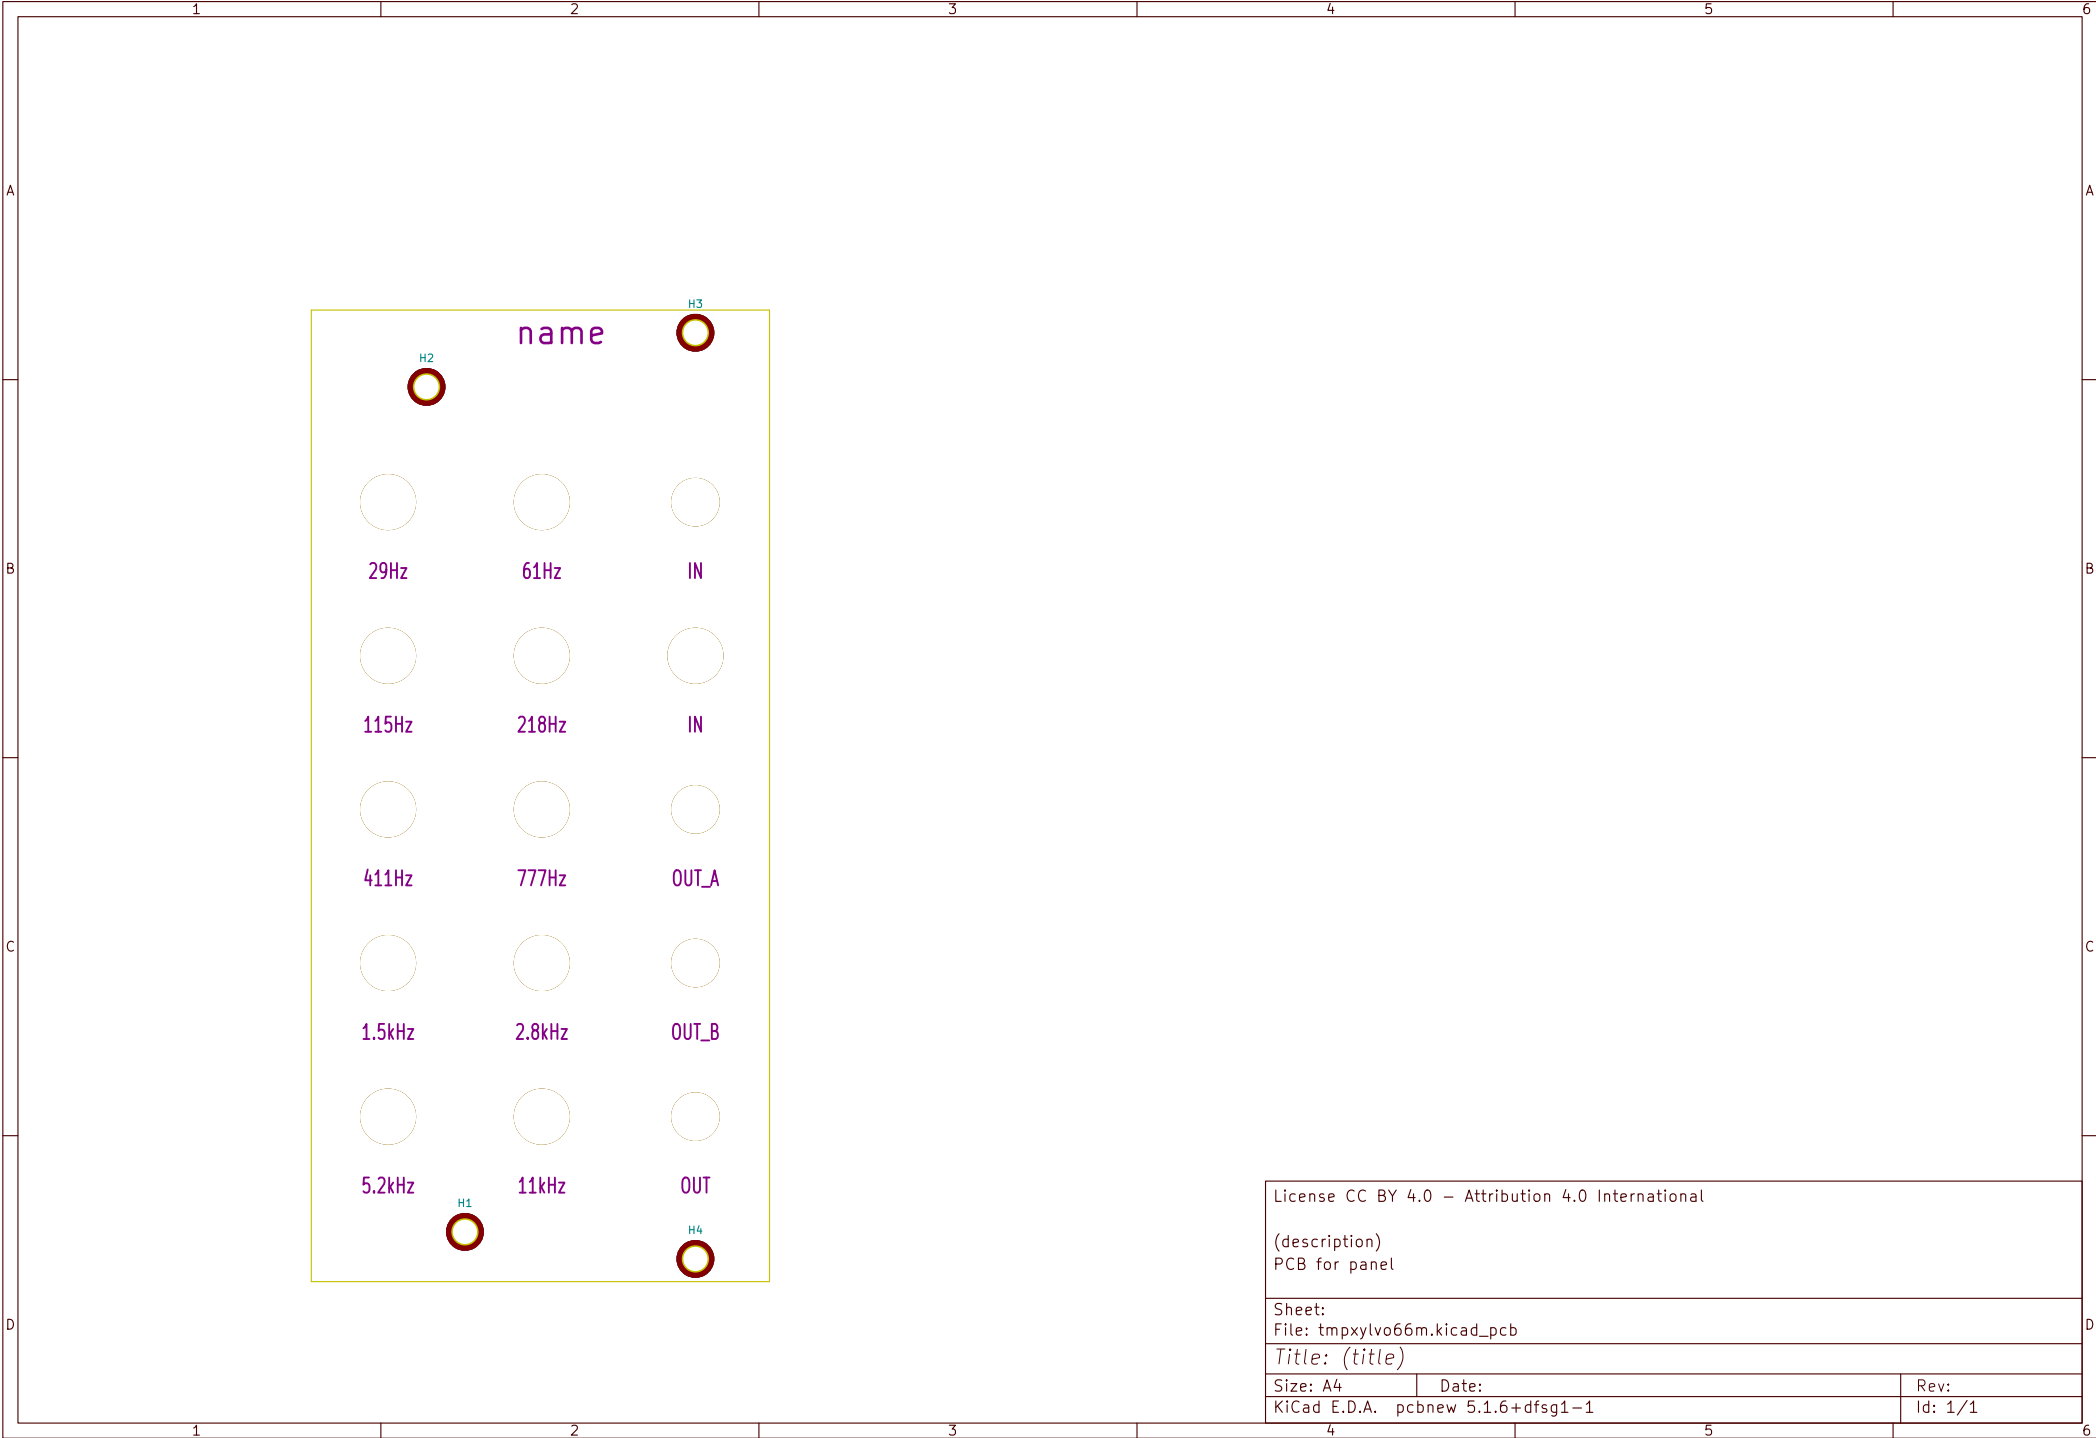 1 2 3 4 5 6
A A
H3
name
H2
29Hz 61Hz IN
B B
115Hz 218Hz IN
411Hz 777Hz OUT_A
C C
1.5kHz 2.8kHz OUT_B
5.2kHz 11kHz OUT
H1
H4
License CC BY 4.0 - Attribution 4.0 International
(description)
PCB for panel
Sheet:
File: tmpxylvo66m.kicad_pcb
D D
Title: (title)
Size: A4 Date: Rev:
KiCad E.D.A. pcbnew 5.1.6+dfsg1-1 Id: 1/1
1 2 3 4 5 6